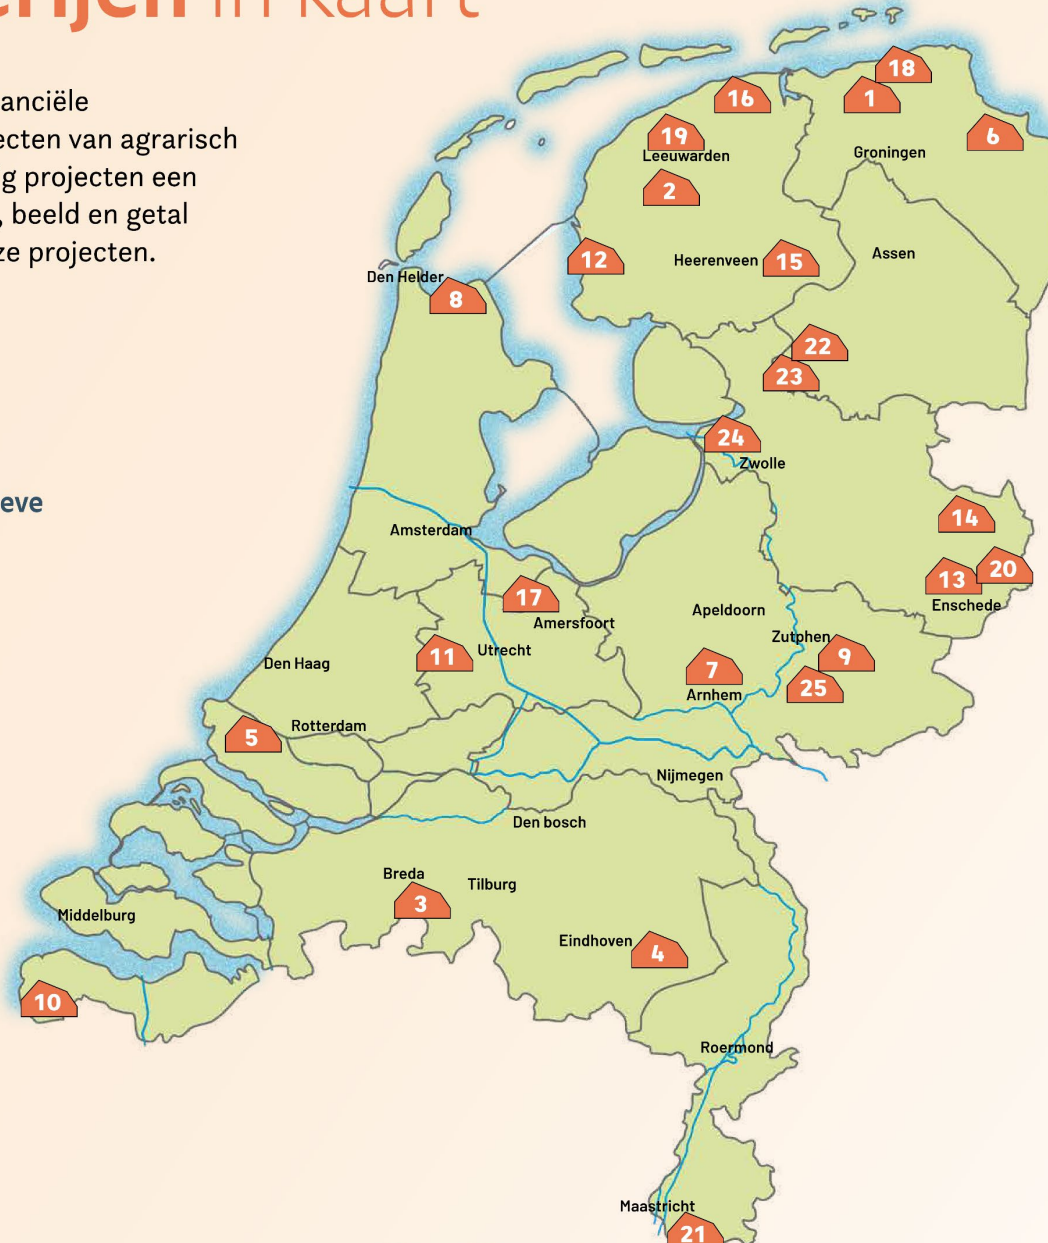 erijen in kaart
anciële
ecten van agrarisch
g projecten een
, beeld en getal
ze projecten.
eve
18
16
1
19
6
Leeuwarden
Groningen
2
12
Heerenveen
15
Assen
Den Helder
8
22
23
24
Zwolle
14
Amsterdam
20
13
17
Enschede
Apeldoorn
Amersfoort
Zutphen
Utrecht
11
9
Den Haag
7
25
Arnhem
Rotterdam
5
Nijmegen
Den bosch
Breda
Tilburg
3
Middelburg
Eindhoven
4
10
Roermond
Maastricht
21